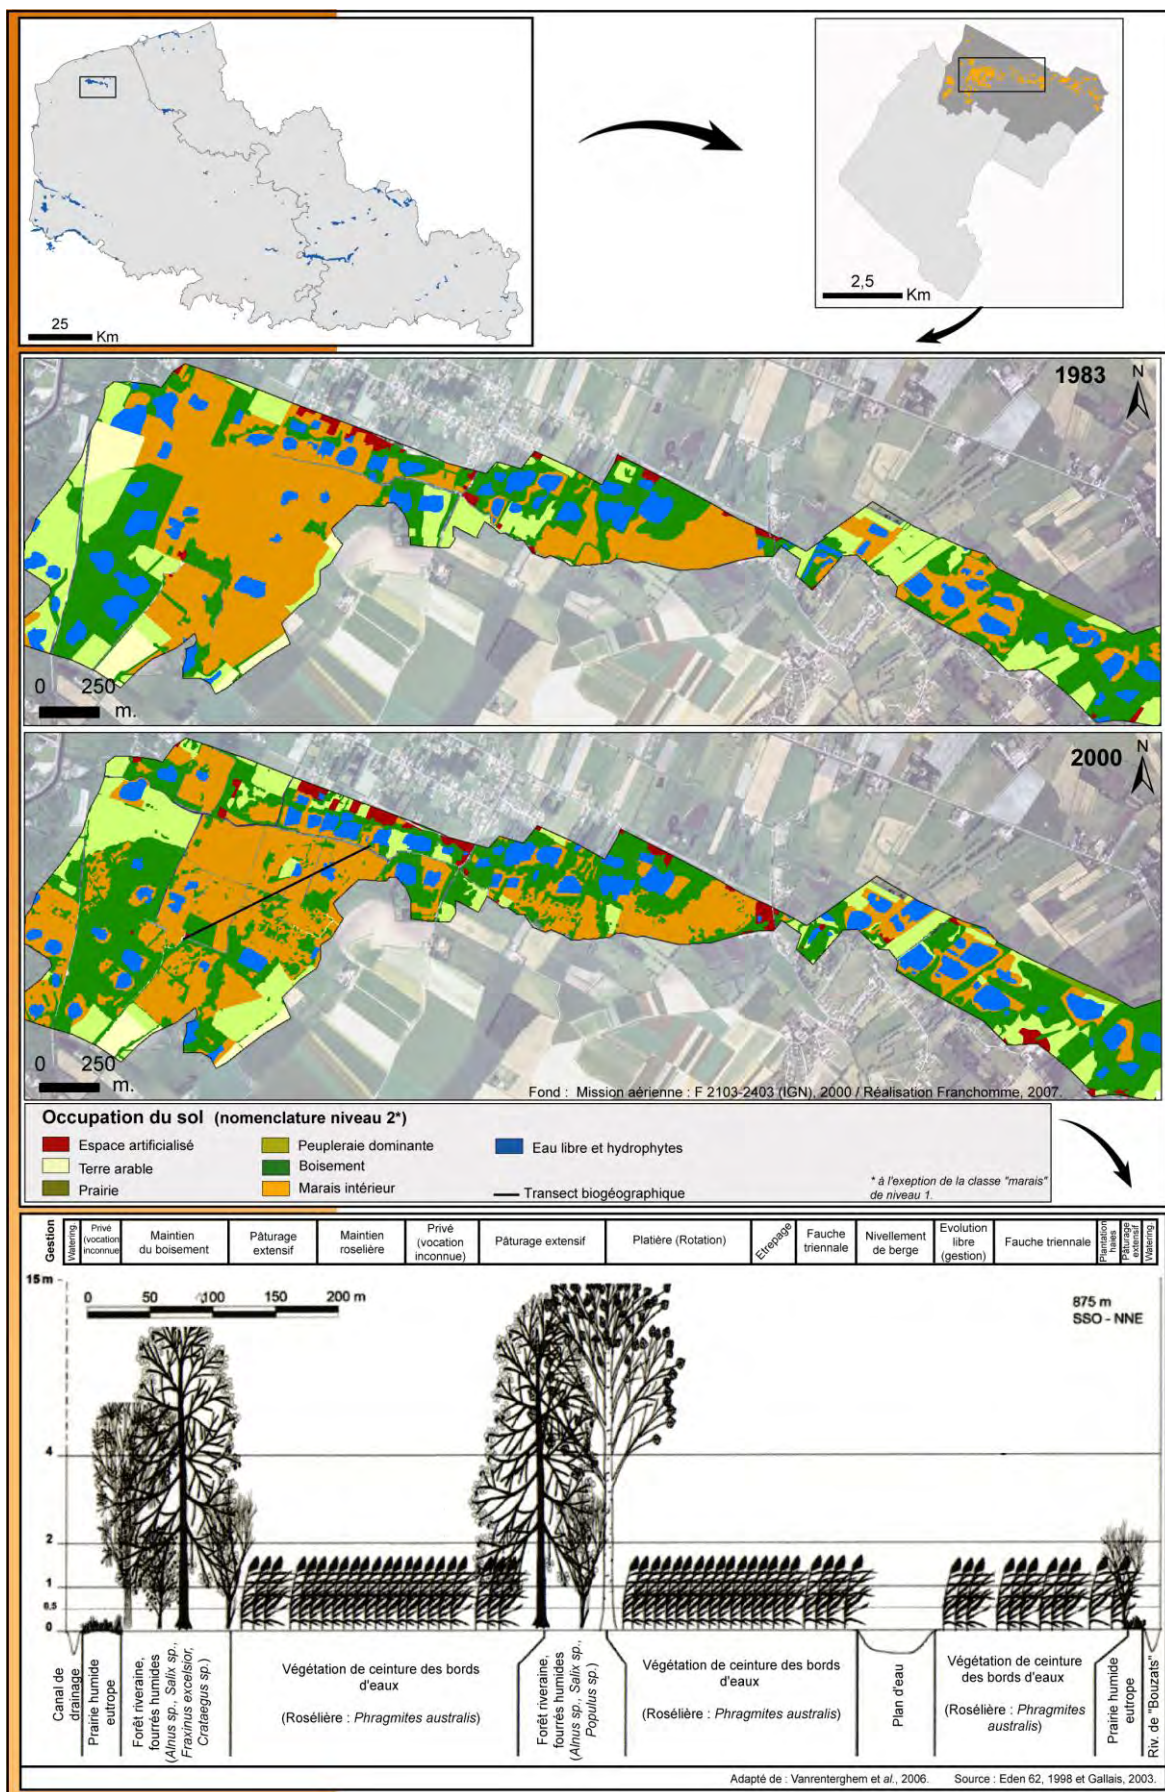 25
Km
2,5
Km
1983
N
0 250
m.
2000
N
0 250
m.
Fond : Mission aérienne : F 2103-2403 (IGN), 2000 / Réalisation Franchomme, 2007.
Occupation du sol (nomenclature niveau 2*)
Espace artificialisé
Terre arable
Prairie
Peupleraie dominante
Boisement
Marais intérieur
Eau libre et hydrophytes
Transect biogéographique
* à l'exeption de la classe "marais"
de niveau 1.
Gestion
Watering.
Privé (vocation
inconnue
Maintien
du boisement
Pâturage
extensif
Maintien
roselière
Privé
(vocation
inconnue)
Pâturage extensif
Platière (Rotation)
Etrepage
Fauche
triennale
Nivellement
de berge
Evolution
libre
(gestion)
Fauche triennale
Plantation
haies
Pâturage
extensif
Watering.
15 m
0 50 100 150 200 m
875 m
SSO - NNE
4
2
1
0,5
0
Canal de
drainage
Prairie humide
eutrope
Forêt riveraine,
fourrés humides
(Alnus sp., Salix sp.,
Fraxinus excelsior,
Crataegus sp.)
Végétation de ceinture des bords
d'eaux
(Rosélière : Phragmites australis)
Forêt riveraine,
fourrés humides
(Alnus sp., Salix sp.,
Populus sp.)
Végétation de ceinture des bords
d'eaux
(Rosélière : Phragmites australis)
Plan d'eau
Végétation de ceinture
des bords d'eaux
(Rosélière : Phragmites
australis)
Prairie humide
eutrope
Riv. de "Bouzats"
Adapté de : Vanrenterghem et al., 2006. Source : Eden 62, 1998 et Gallais, 2003.